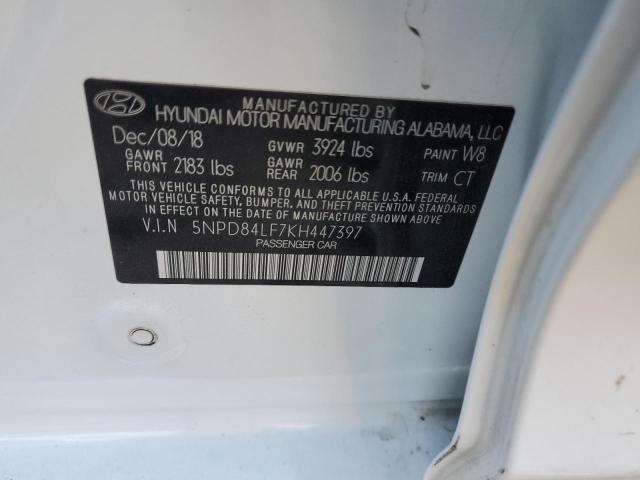 MANUFACTURED BY
HYUNDAI MOTOR MANUFACTURING ALABAMA, LLC
Dec/08/18 GVWR 3924 lbs PAINT W8
GAWR FRONT 2183 lbs GAWR REAR 2006 lbs TRIM CT
THIS VEHICLE CONFORMS TO ALL APPLICABLE U.S.A. FEDERAL
MOTOR VEHICLE SAFETY, BUMPER, AND THEFT PREVENTION
STANDARDS IN EFFECT ON THE DATE OF MANUFACTURE SHOWN ABOVE.
V.I.N 5NPD84LF7KH447397
PASSENGER CAR